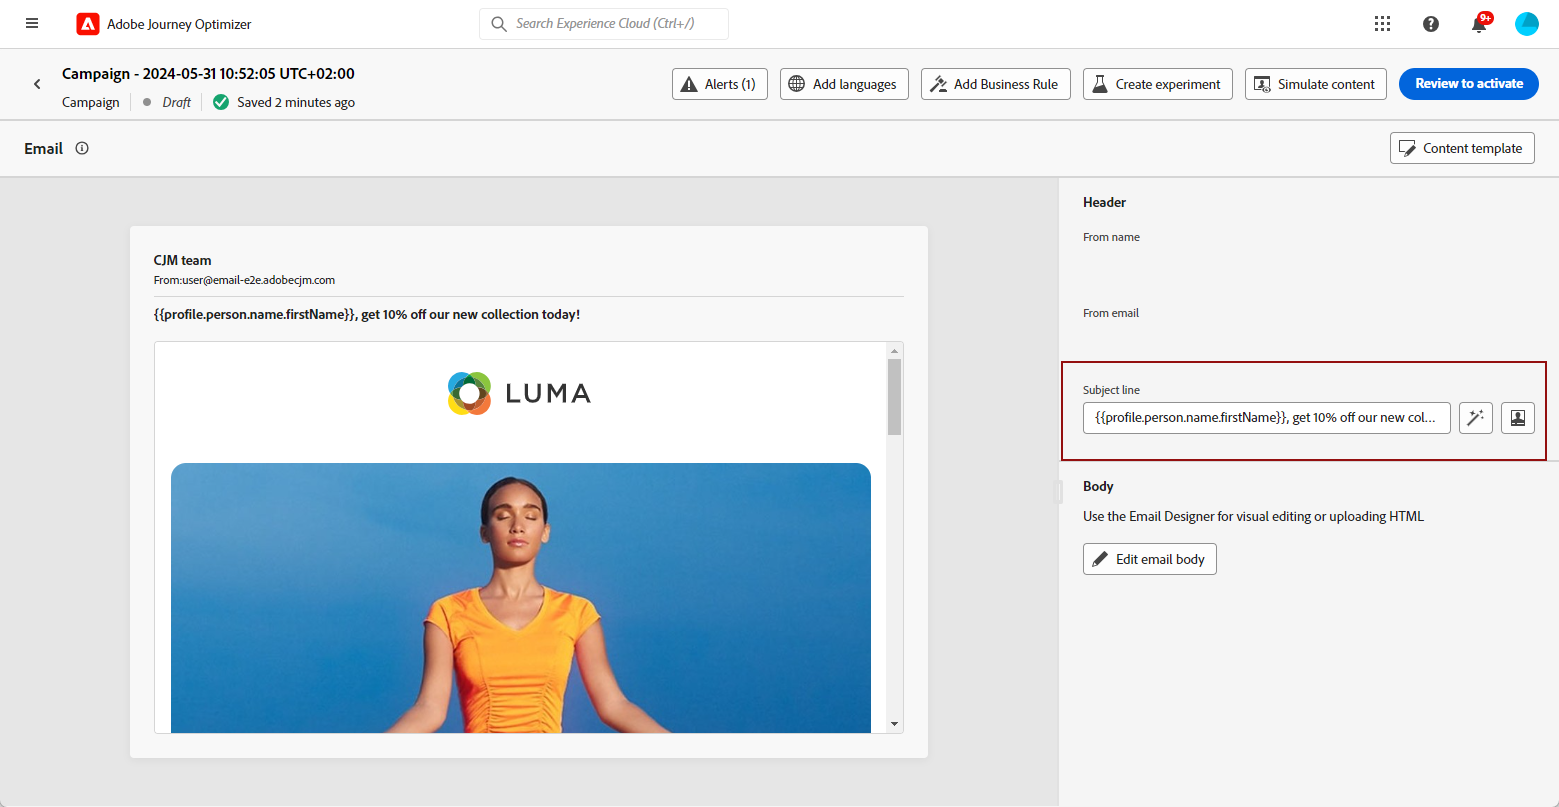 Adobe Journey Optimizer
Search Experience Cloud (Ctrl+/)
9+
Campaign - 2024-05-31 10:52:05 UTC+02:00
Campaign Draft Saved 2 minutes ago
Alerts (1)
Add languages
Add Business Rule
Create experiment
Simulate content
Review to activate
Email
Content template
CJM team
From:user@email-e2e.adobecjm.com
{{profile.person.name.firstName}}, get 10% off our new collection today!
LUMA
Header
From name
From email
Subject line
{{profile.person.name.firstName}}, get 10% off our new col...
Body
Use the Email Designer for visual editing or uploading HTML
Edit email body